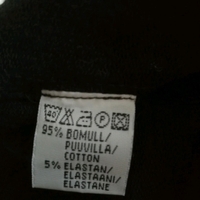 40 P
95% BOMULL/
PUUVILLA/
COTTON
5% ELASTAN/
ELASTAANI/
ELASTANE